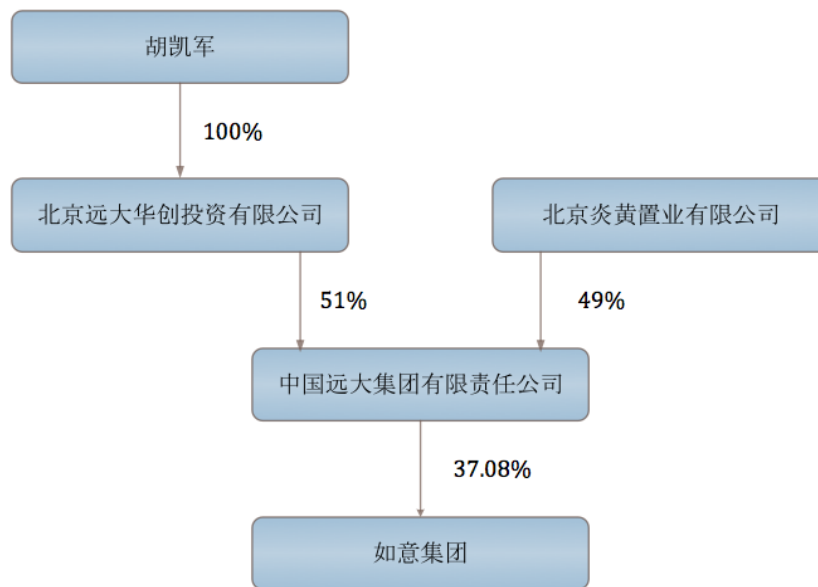 胡凯军
100%
北京远大华创投资有限公司
北京炎黄置业有限公司
51%
49%
中国远大集团有限责任公司
37.08%
如意集团